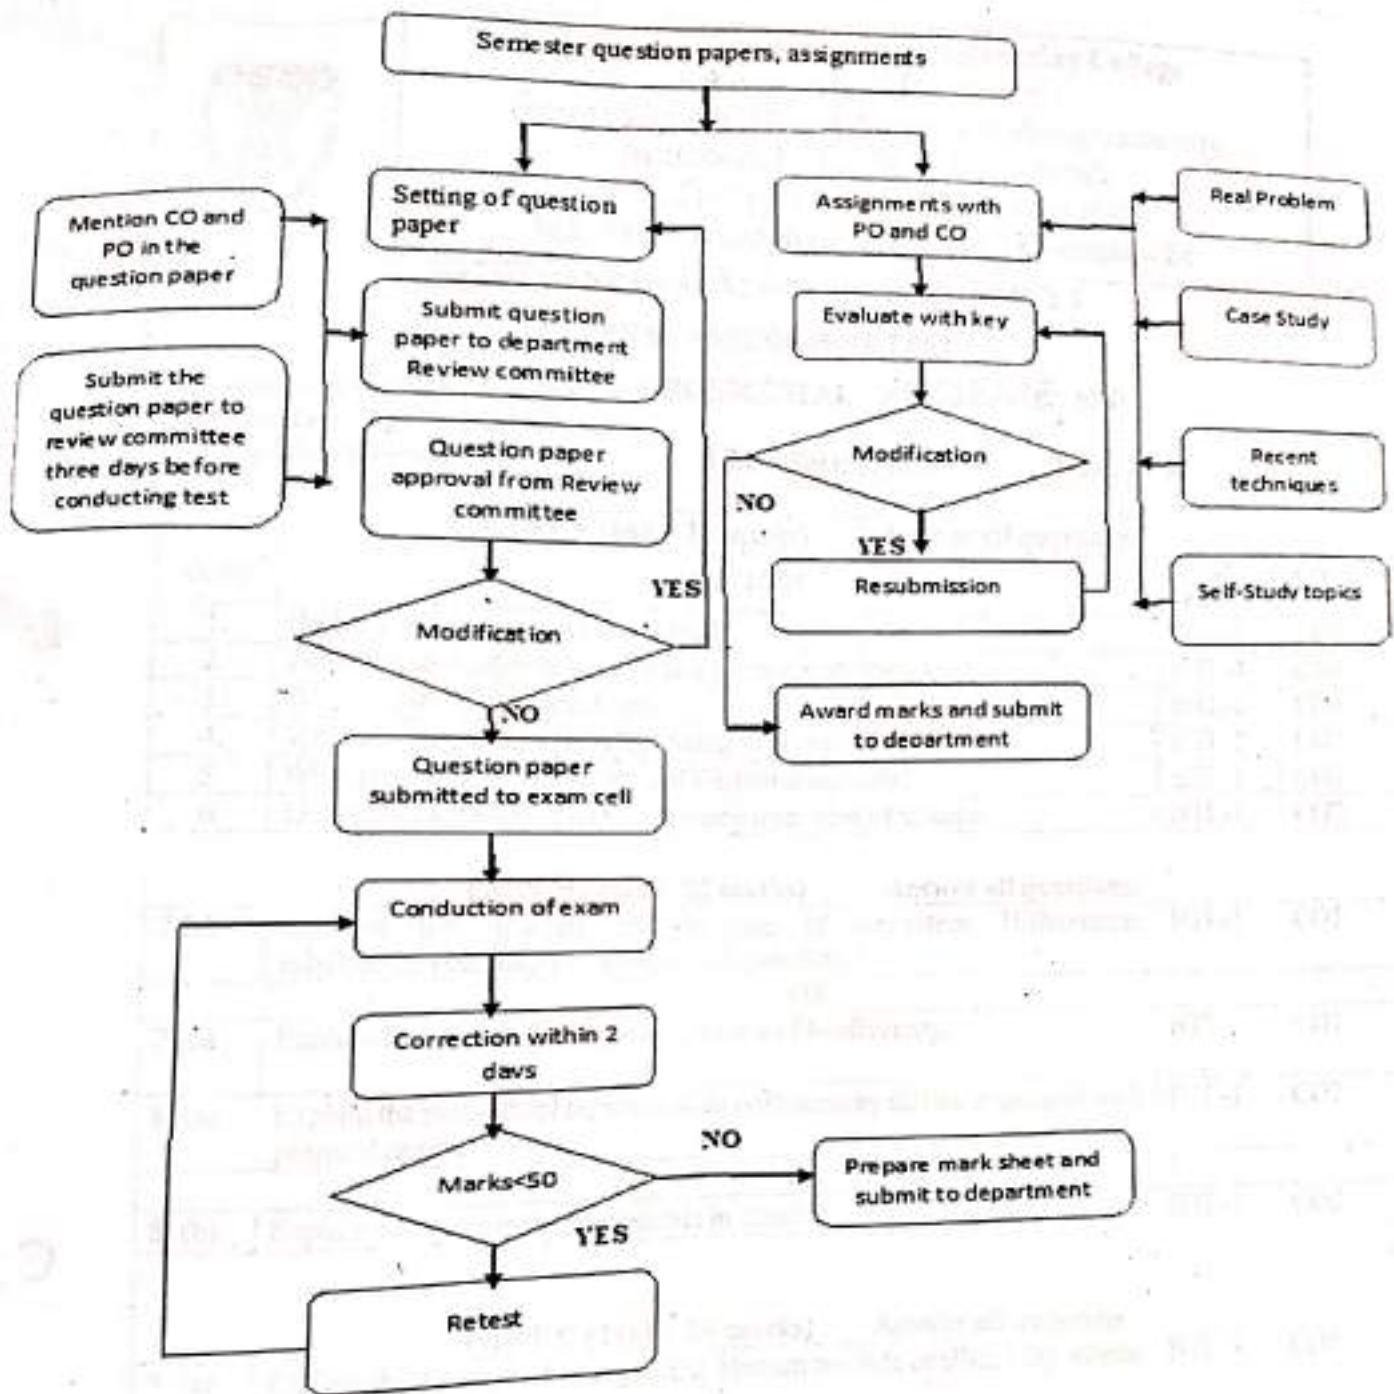 Semester question papers, assignments
Setting of question
paper
Assignments with
PO and CO
Real Problem
Mention CO and
PO in the
question paper
Submit question
paper to department
Review committee
Evaluate with key
Case Study
Submit the
question paper to
review committee
three days before
conducting test
Question paper
approval from Review
committee
Modification
Recent
techniques
NO
YES
Resubmission
Self-Study topics
YES
Modification
NO
Award marks and submit
to department
Question paper
submitted to exam cell
Conduction of exam
Correction within 2
days
Marks<50
NO
Prepare mark sheet and
submit to department
YES
Retest